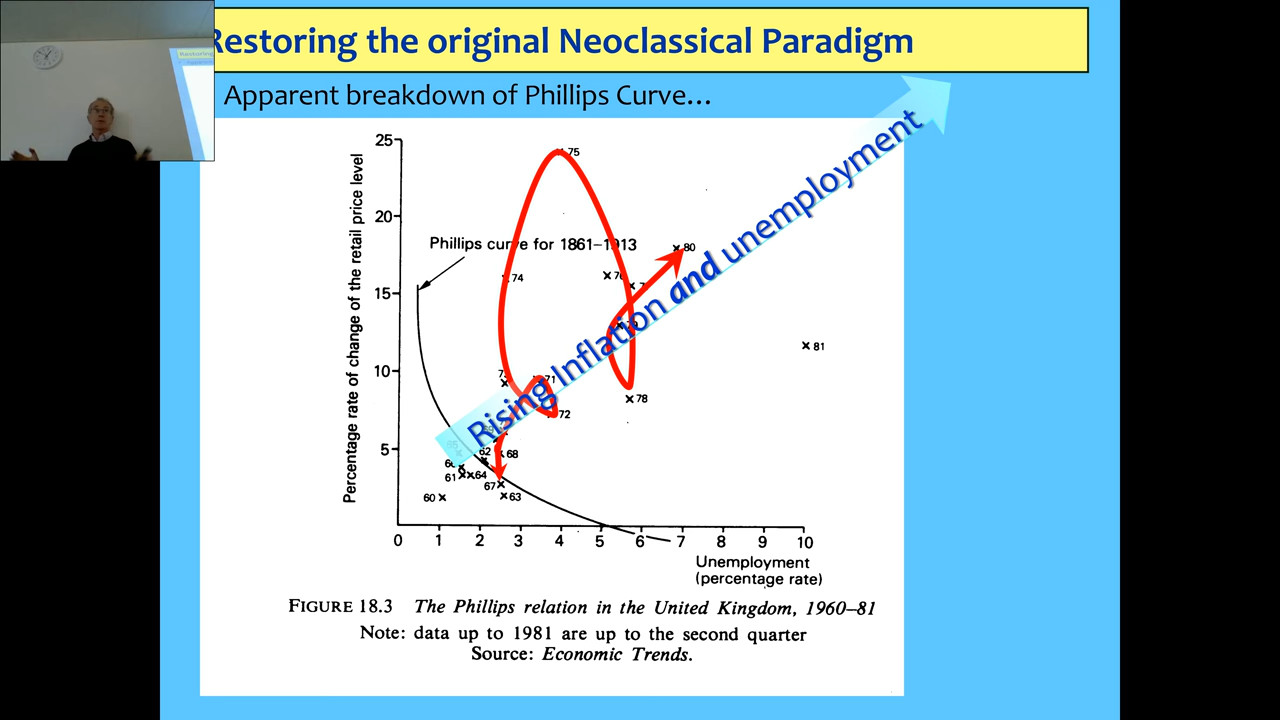 Restoring the original Neoclassical Paradigm
Apparent breakdown of Phillips Curve…
Rising Inflation and unemployment
Percentage rate of change of the retail price level
25
20
15
10
5
Phillips curve for 1861–1913
75
74
80
81
71
78
72
62
68
61
64
67
63
60
0 1 2 3 4 5 6 7 8 9 10
Unemployment
(percentage rate)
FIGURE 18.3 The Phillips relation in the United Kingdom, 1960–81
Note: data up to 1981 are up to the second quarter
Source: Economic Trends.